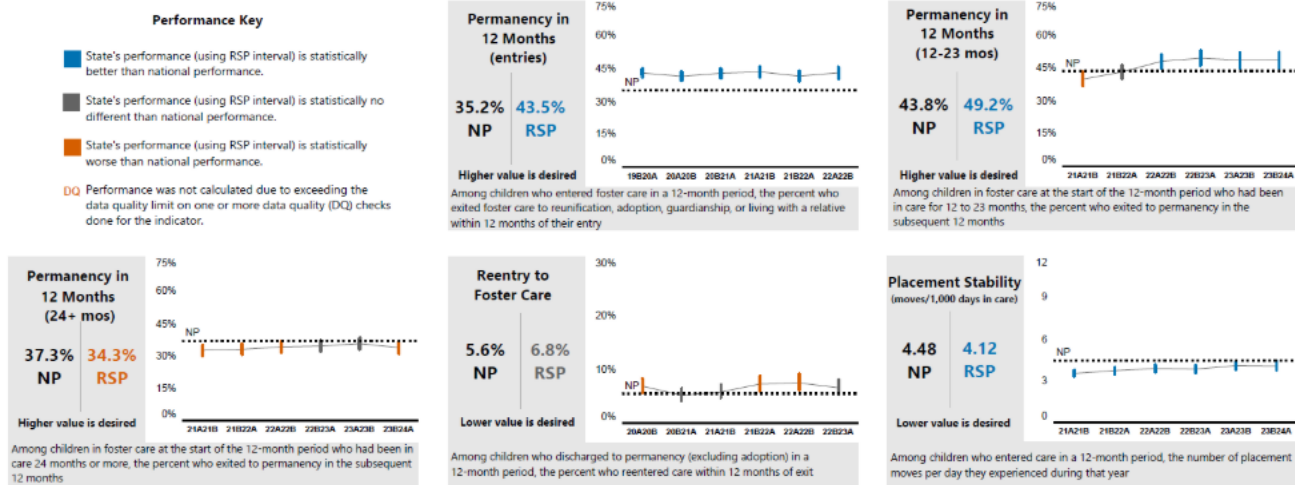 Performance Key
State's performance (using RSP interval) is statistically
better than national performance.
State's performance (using RSP interval) is statistically no
different than national performance.
State's performance (using RSP interval) is statistically
worse than national performance.
DQ Performance was not calculated due to exceeding the
data quality limit on one or more data quality (DQ) checks
done for the indicator.
Permanency in
12 Months
(entries)
35.2% 43.5%
NP RSP
Higher value is desired
75%
60%
45%
NP
30%
15%
0%
19B20A 20A20B 20B21A 21A21B 21B22A 22A22B
Among children who entered foster care in a 12-month period, the percent who
exited foster care to reunification, adoption, guardianship, or living with a relative
within 12 months of their entry
Permanency in
12 Months
(12-23 mos)
43.8% 49.2%
NP RSP
Higher value is desired
75%
60%
45%
NP
30%
15%
0%
21A21B 21B22A 22A22B 22B23A 23A23B 23B24A
Among children in foster care at the start of the 12-month period who had been
in care for 12 to 23 months, the percent who exited to permanency in the
subsequent 12 months
Permanency in
12 Months
(24+ mos)
37.3% 34.3%
NP RSP
Higher value is desired
75%
60%
45%
NP
30%
15%
0%
21A21B 21B22A 22A22B 22B23A 23A23B 23B24A
Among children in foster care at the start of the 12-month period who had been in
care 24 months or more, the percent who exited to permanency in the subsequent
12 months
Reentry to
Foster Care
5.6% 6.8%
NP RSP
Lower value is desired
30%
20%
10%
NP
0%
20A20B 20B21A 21A21B 21B22A 22A22B 22B23A
Among children who discharged to permanency (excluding adoption) in a
12-month period, the percent who reentered care within 12 months of exit
Placement Stability
(moves/1,000 days in care)
4.48 4.12
NP RSP
Lower value is desired
12
9
6
NP
3
0
21A21B 21B22A 22A22B 22B23A 23A23B 23B24A
Among children who entered care in a 12-month period, the number of placement
moves per day they experienced during that year